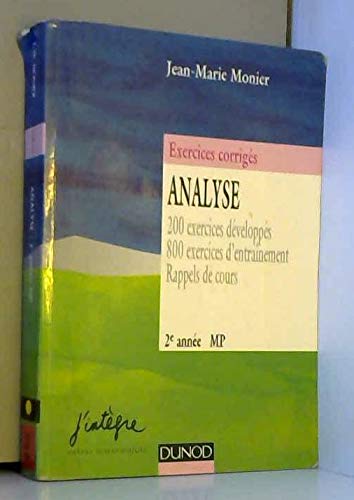 Jean-Marie Monier
Exercices corrigés
ANALYSE
200 exercices développés
800 exercices d'entraînement
Rappels de cours
2e année MP
j'intègre
DUNOD
ANALYSE